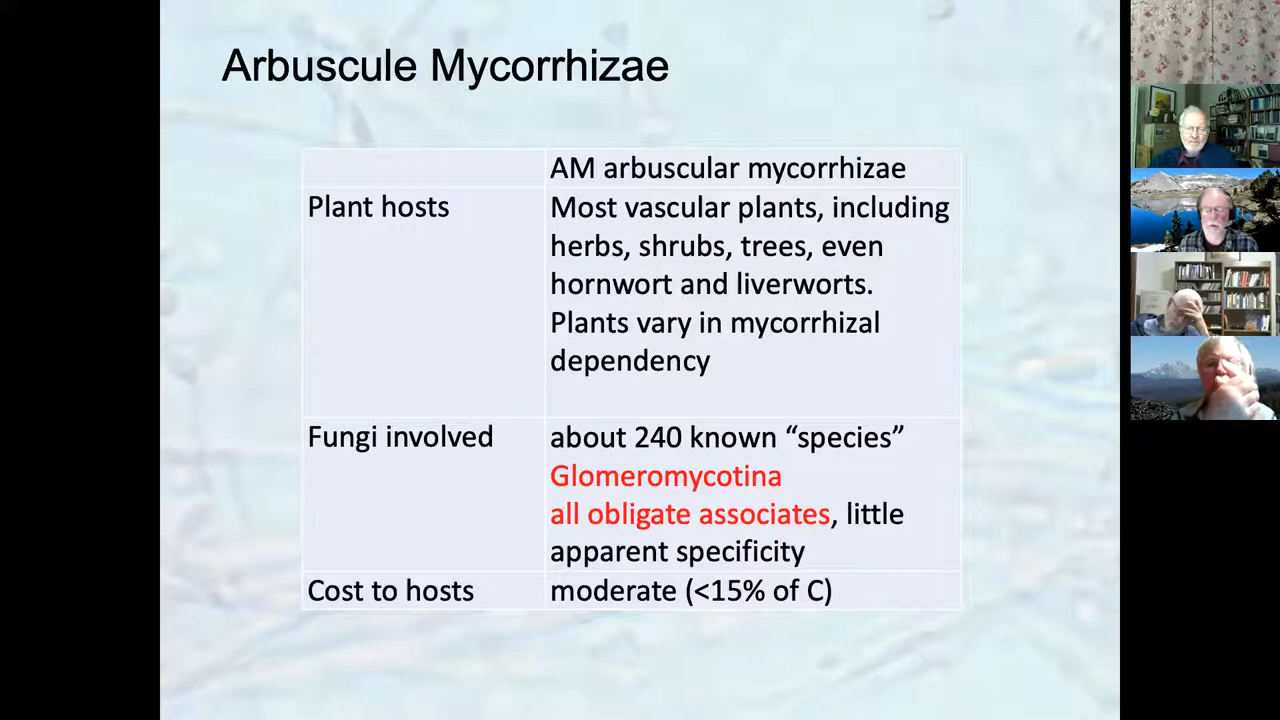 Arbuscule Mycorrhizae
AM arbuscular mycorrhizae
Plant hosts
Most vascular plants, including
herbs, shrubs, trees, even
hornwort and liverworts.
Plants vary in mycorrhizal
dependency
Fungi involved
about 240 known “species”
Glomeromycotina
all obligate associates, little
apparent specificity
Cost to hosts
moderate (<15% of C)